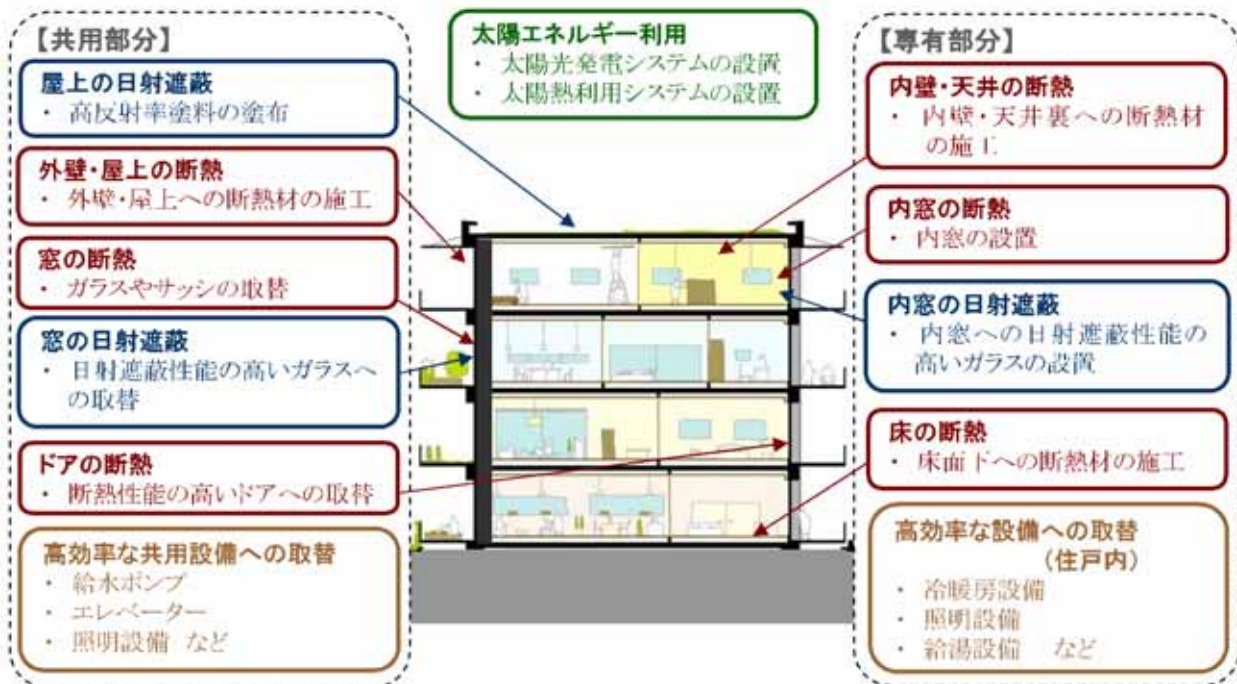 【共用部分】
屋上の日射遮蔽
・ 高反射率塗料の塗布
外壁・屋上の断熱
・ 外壁・屋上への断熱材の施工
窓の断熱
・ ガラスやサッシの取替
窓の日射遮蔽
・ 日射遮蔽性能の高いガラスへ
の取替
ドアの断熱
・ 断熱性能の高いドアへの取替
高効率な共用設備への取替
・ 給水ポンプ
・ エレベーター
・ 照明設備 など
太陽エネルギー利用
・ 太陽光発電システムの設置
・ 太陽熱利用システムの設置
【専有部分】
内壁・天井の断熱
・ 内壁・天井裏への断熱材
の施工
内窓の断熱
・ 内窓の設置
内窓の日射遮蔽
・ 内窓への日射遮蔽性能の
高いガラスの設置
床の断熱
・ 床面下への断熱材の施工
高効率な設備への取替
(住戸内)
・ 冷暖房設備
・ 照明設備
・ 給湯設備 など